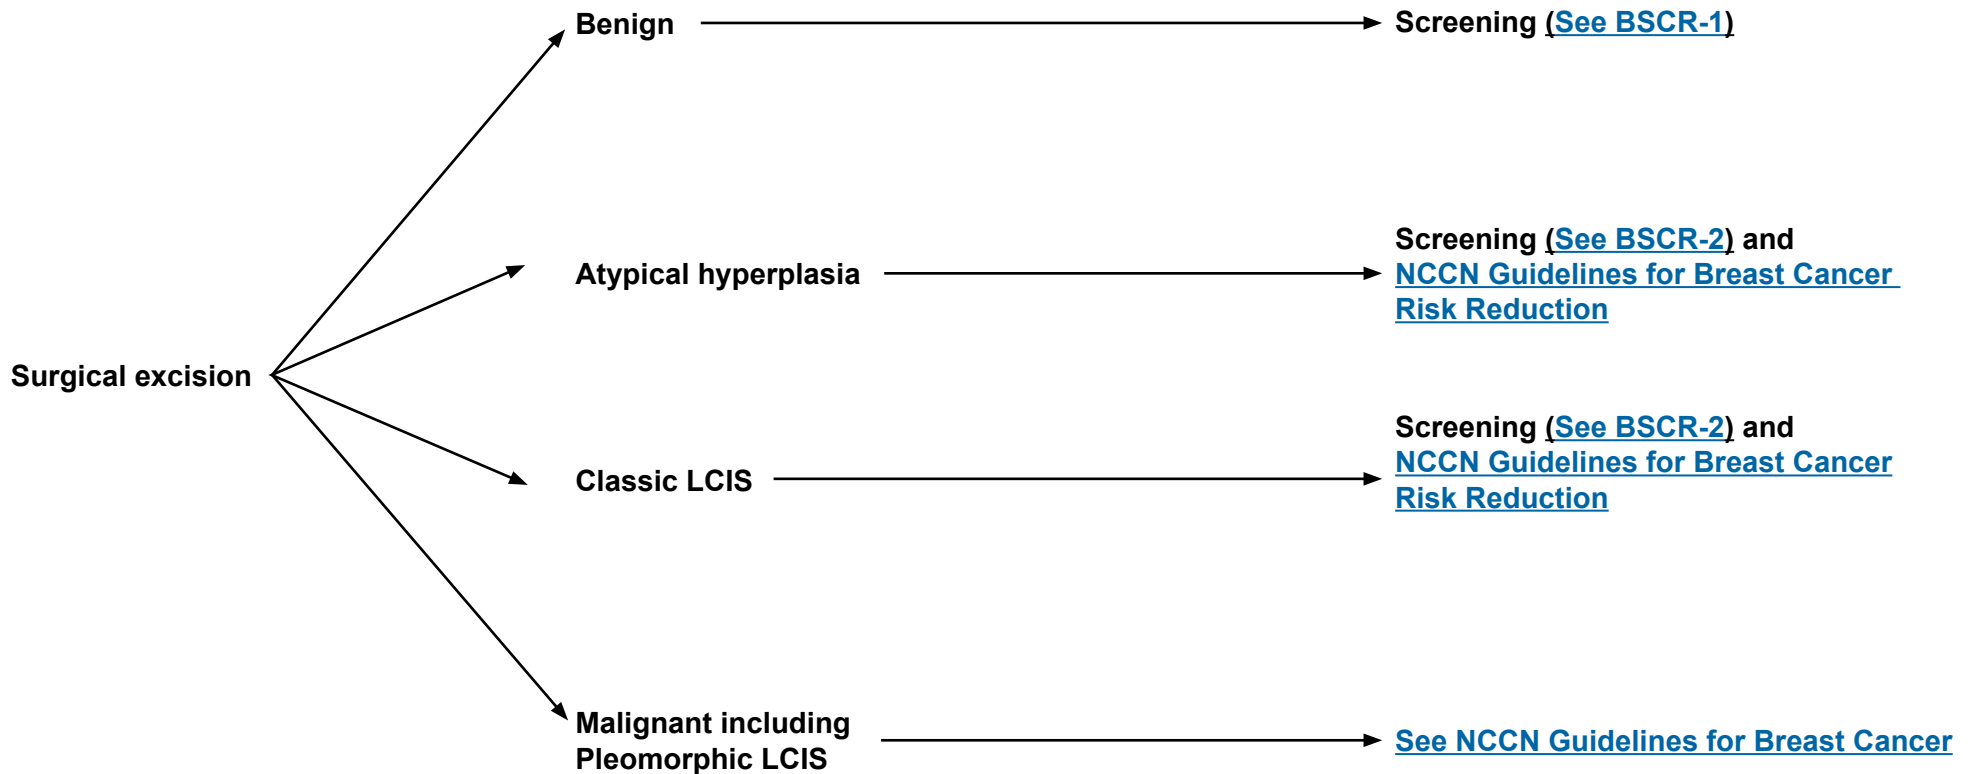 Benign
Screening (See BSCR-1)
Surgical excision
Atypical hyperplasia
Screening (See BSCR-2) and
NCCN Guidelines for Breast Cancer
Risk Reduction
Classic LCIS
Screening (See BSCR-2) and
NCCN Guidelines for Breast Cancer
Risk Reduction
Malignant including
Pleomorphic LCIS
See NCCN Guidelines for Breast Cancer